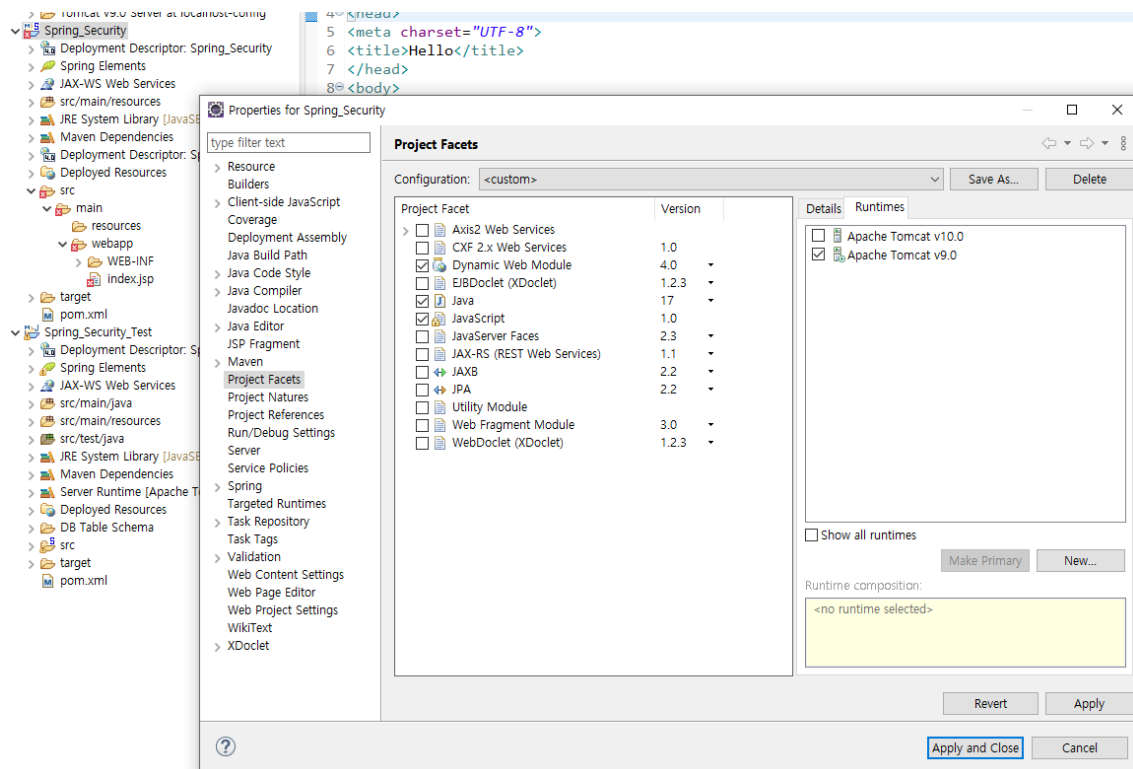 Tomcat v9.0 Server at localhost-config
Spring_Security
Deployment Descriptor: Spring_Security
Spring Elements
JAX-WS Web Services
src/main/resources
JRE System Library [JavaSE
Maven Dependencies
Deployment Descriptor: Sp
Deployed Resources
src
main
resources
webapp
WEB-INF
index.jsp
target
pom.xml
Spring_Security_Test
Deployment Descriptor: Sp
Spring Elements
JAX-WS Web Services
src/main/java
src/main/resources
src/test/java
JRE System Library [JavaSE
Maven Dependencies
Server Runtime [Apache To
Deployed Resources
DB Table Schema
src
target
pom.xml
4 <head>
5 <meta charset="UTF-8">
6 <title>Hello</title>
7 </head>
8 <body>
Properties for Spring_Security
type filter text
Resource
Builders
Client-side JavaScript
Coverage
Deployment Assembly
Java Build Path
Java Code Style
Java Compiler
Javadoc Location
Java Editor
JSP Fragment
Maven
Project Facets
Project Natures
Project References
Run/Debug Settings
Server
Service Policies
Spring
Targeted Runtimes
Task Repository
Task Tags
Validation
Web Content Settings
Web Page Editor
Web Project Settings
WikiText
XDoclet
Project Facets
Configuration: <custom> Save As... Delete
Project Facet Version
Axis2 Web Services
CXF 2.x Web Services 1.0
Dynamic Web Module 4.0
EJBDoclet (XDoclet) 1.2.3
Java 17
JavaScript 1.0
JavaServer Faces 2.3
JAX-RS (REST Web Services) 1.1
JAXB 2.2
JPA 2.2
Utility Module
Web Fragment Module 3.0
WebDoclet (XDoclet) 1.2.3
Details Runtimes
Apache Tomcat v10.0
Apache Tomcat v9.0
Show all runtimes
Make Primary New...
Runtime composition:
<no runtime selected>
Revert Apply
? Apply and Close Cancel